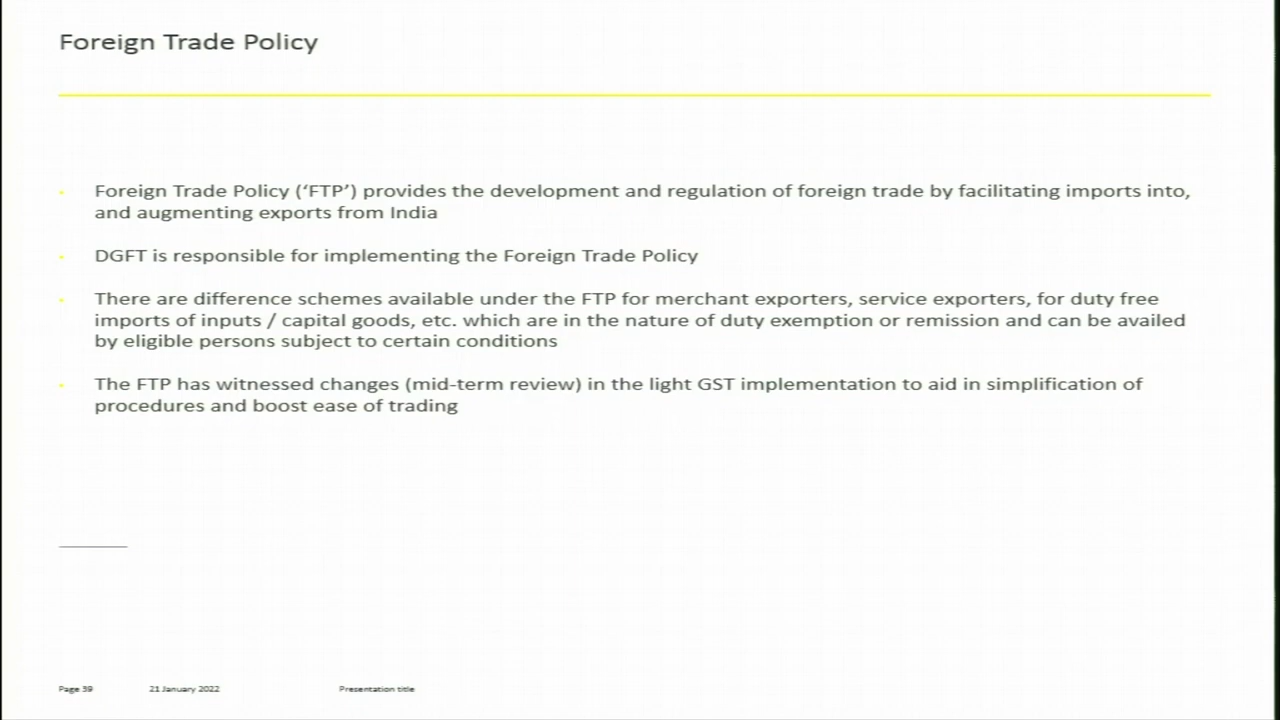 Foreign Trade Policy
Foreign Trade Policy (‘FTP’) provides the development and regulation of foreign trade by facilitating imports into,
and augmenting exports from India
DGFT is responsible for implementing the Foreign Trade Policy
There are difference schemes available under the FTP for merchant exporters, service exporters, for duty free
imports of inputs / capital goods, etc. which are in the nature of duty exemption or remission and can be availed
by eligible persons subject to certain conditions
The FTP has witnessed changes (mid-term review) in the light GST implementation to aid in simplification of
procedures and boost ease of trading
Page 39 21 January 2022 Presentation title